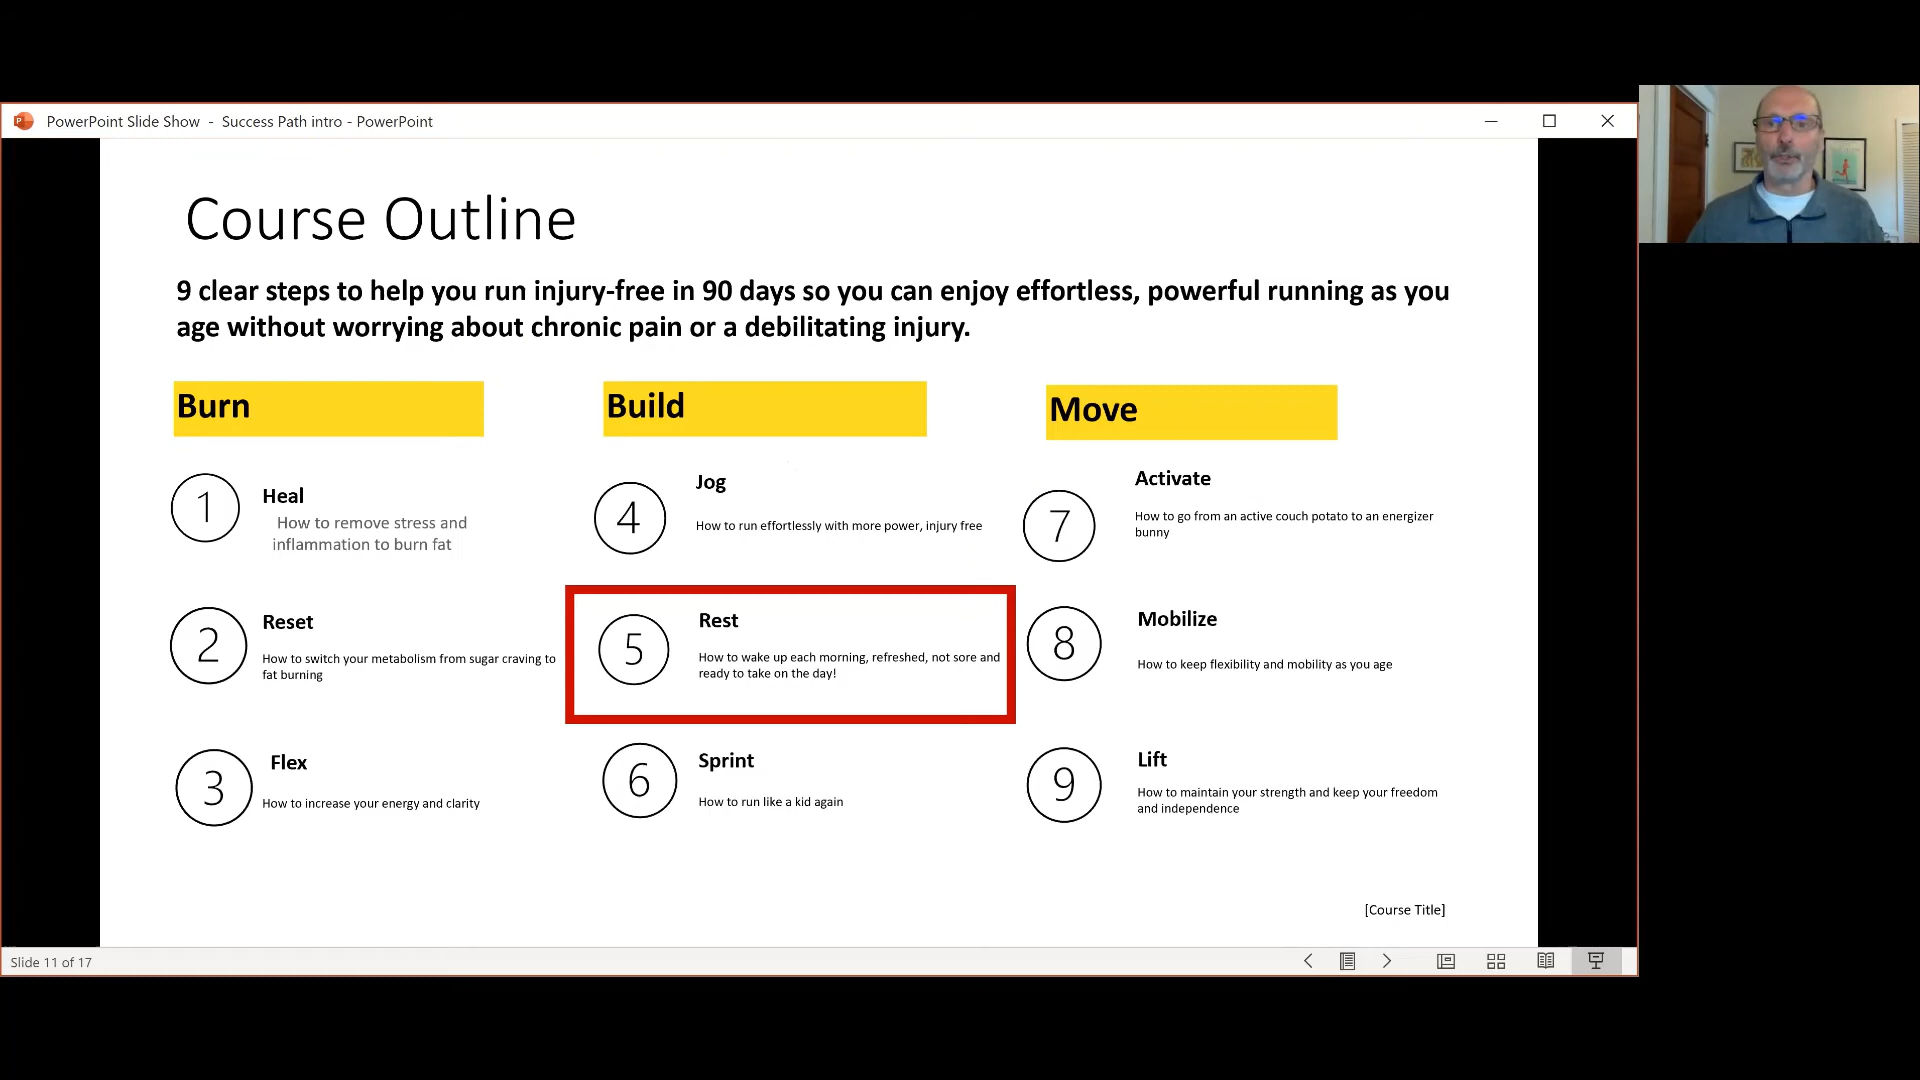 PowerPoint Slide Show - Success Path intro - PowerPoint
Course Outline
9 clear steps to help you run injury-free in 90 days so you can enjoy effortless, powerful running as you
age without worrying about chronic pain or a debilitating injury.
Burn
1
Heal
How to remove stress and
inflammation to burn fat
2
Reset
How to switch your metabolism from sugar craving to
fat burning
3
Flex
How to increase your energy and clarity
Build
4
Jog
How to run effortlessly with more power, injury free
5
Rest
How to wake up each morning, refreshed, not sore and
ready to take on the day!
6
Sprint
How to run like a kid again
Move
7
Activate
How to go from an active couch potato to an energizer
bunny
8
Mobilize
How to keep flexibility and mobility as you age
9
Lift
How to maintain your strength and keep your freedom
and independence
[Course Title]
Slide 11 of 17